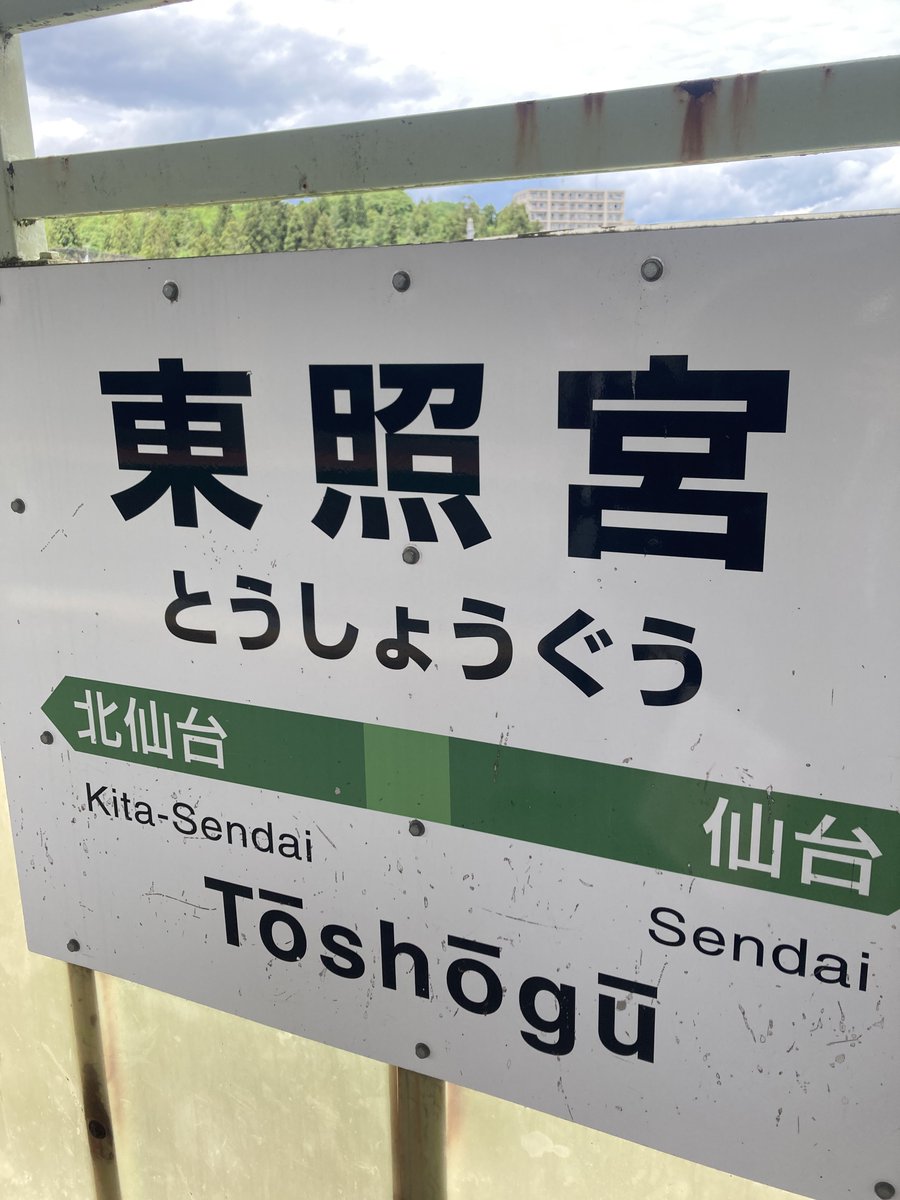 東照宮
とうしょうぐう
北仙台
仙台
Kita-Sendai
Sendai
Tōshōgū